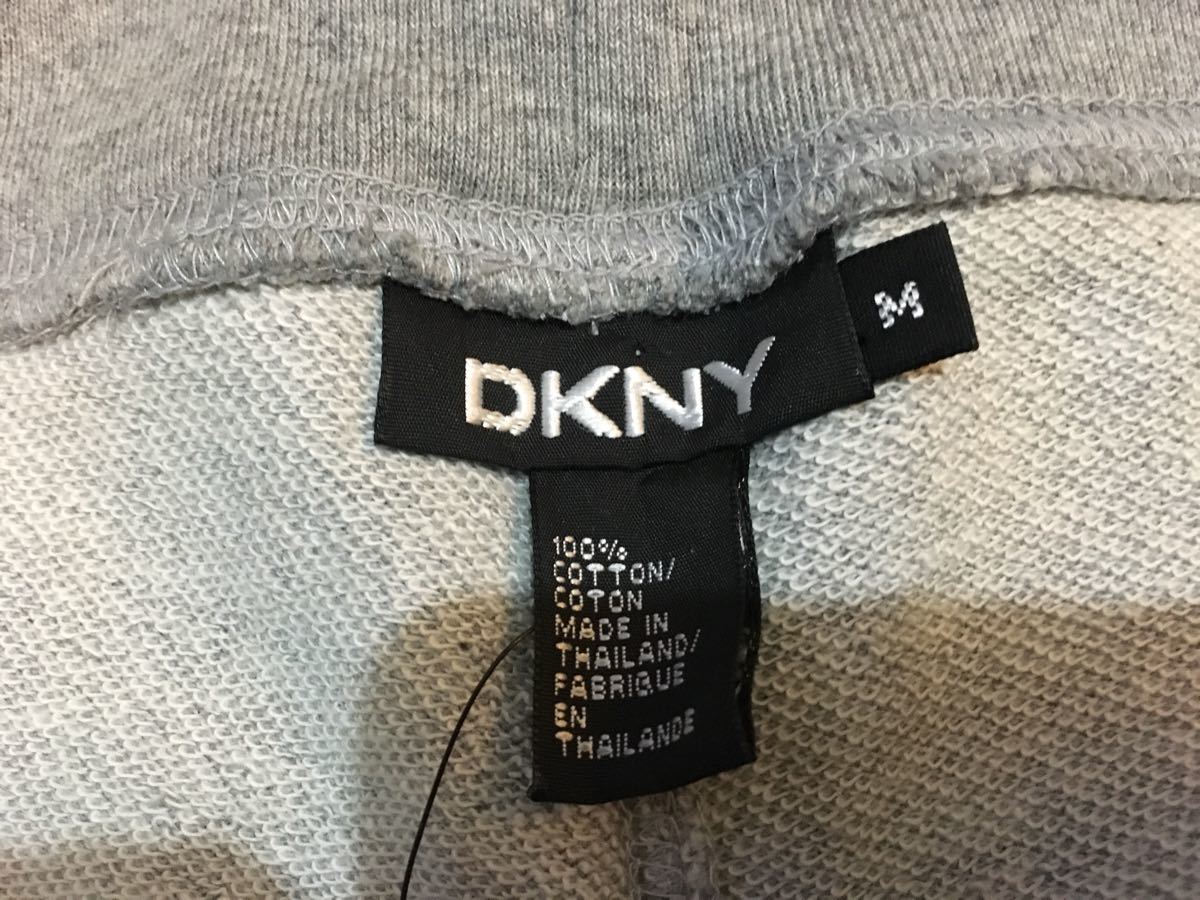 DKNY
M
100%
COTTON/
COTON
MADE IN
THAILAND/
FABRIQUE
EN
THAILANDE